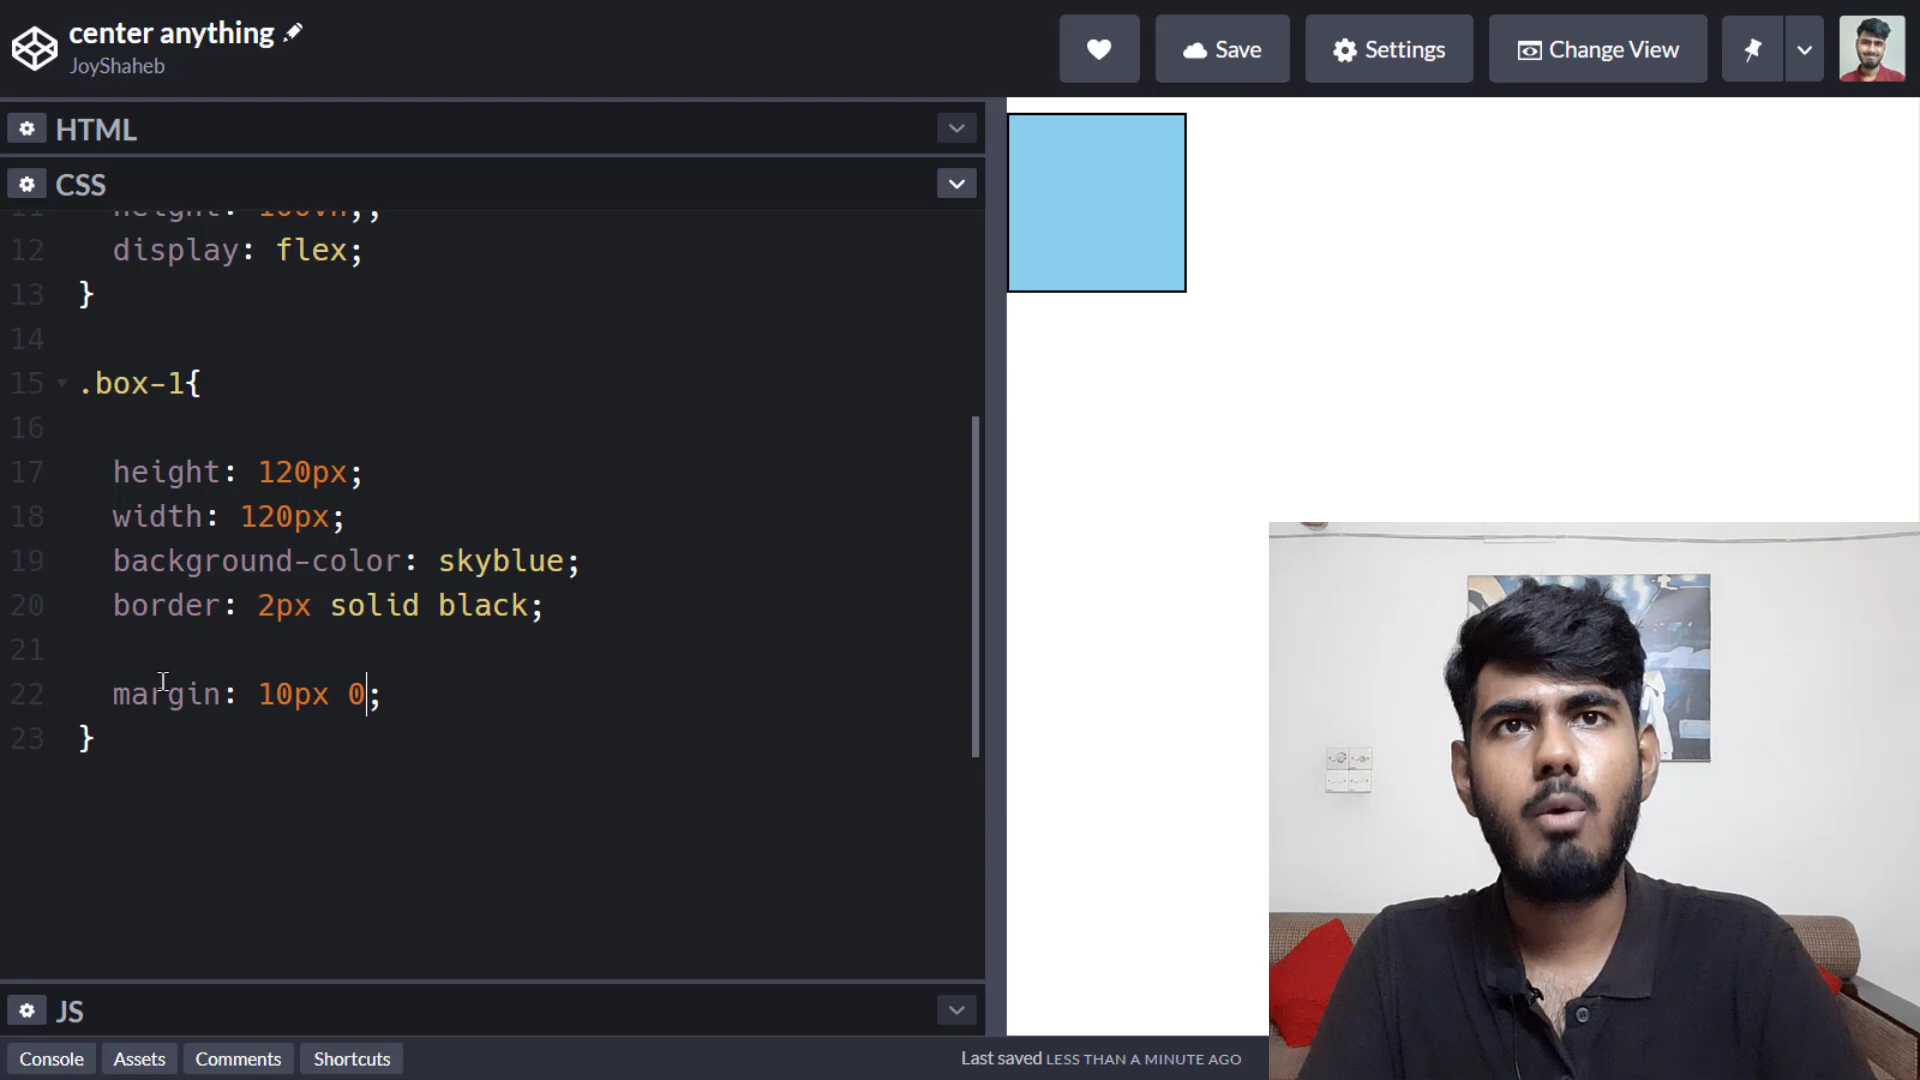 center anything
JoyShaheb
Save
Settings
Change View
HTML
CSS
12 display: flex;
13 }
14
15 .box-1{
16
17 height: 120px;
18 width: 120px;
19 background-color: skyblue;
20 border: 2px solid black;
21
22 margin: 10px 0;
23 }
JS
Console
Assets
Comments
Shortcuts
Last saved LESS THAN A MINUTE AGO